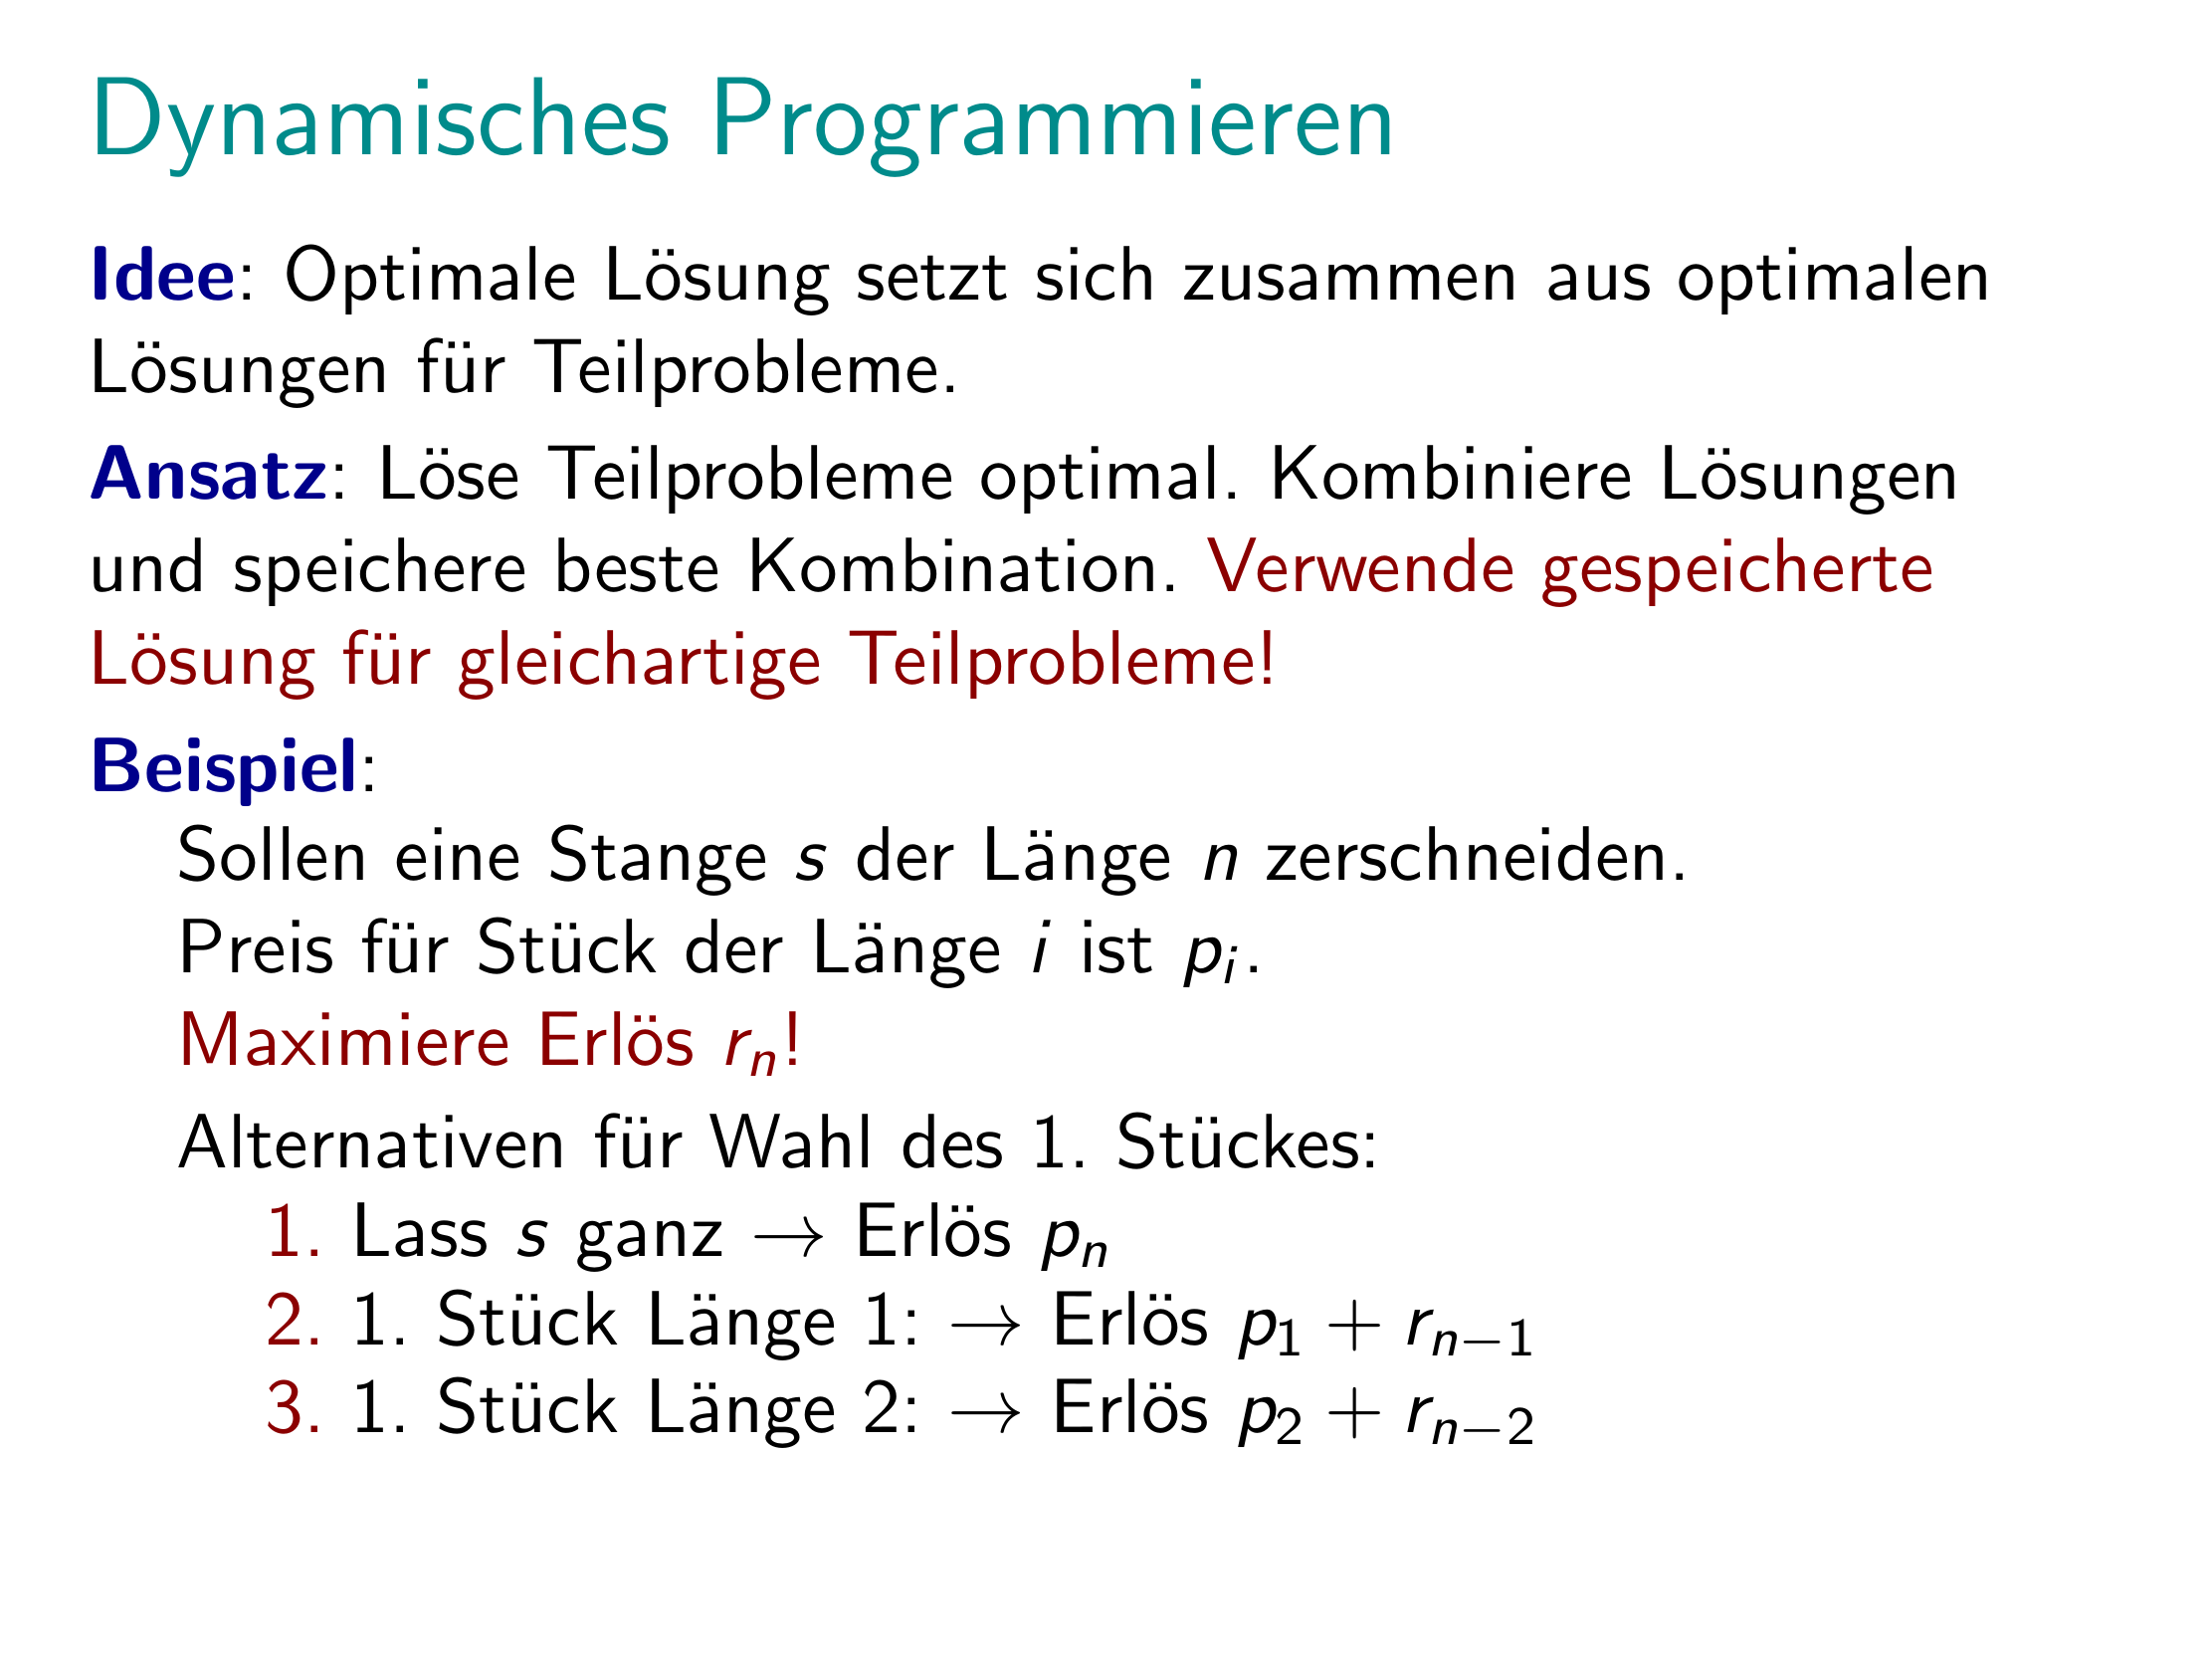 Dynamisches Programmieren
Idee: Optimale Lösung setzt sich zusammen aus optimalen
Lösungen für Teilprobleme.
Ansatz: Löse Teilprobleme optimal. Kombiniere Lösungen
und speichere beste Kombination. Verwende gespeicherte
Lösung für gleichartige Teilprobleme!
Beispiel:
Sollen eine Stange s der Länge n zerschneiden.
Preis für Stück der Länge i ist p_i.
Maximiere Erlös r_n!
Alternativen für Wahl des 1. Stückes:
1. Lass s ganz → Erlös p_n
2. 1. Stück Länge 1: → Erlös p_1 + r_{n−1}
3. 1. Stück Länge 2: → Erlös p_2 + r_{n−2}